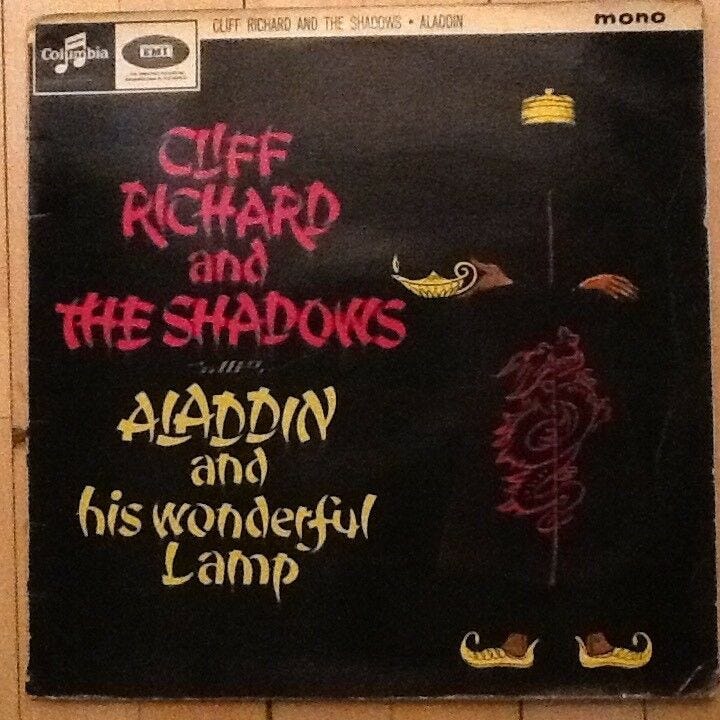 CLIFF RICHARD AND THE SHADOWS • ALADDIN
mono
Columbia
EMI
CLIFF
RICHARD
and
THE SHADOWS
ALADDIN
and
his wonderful
Lamp